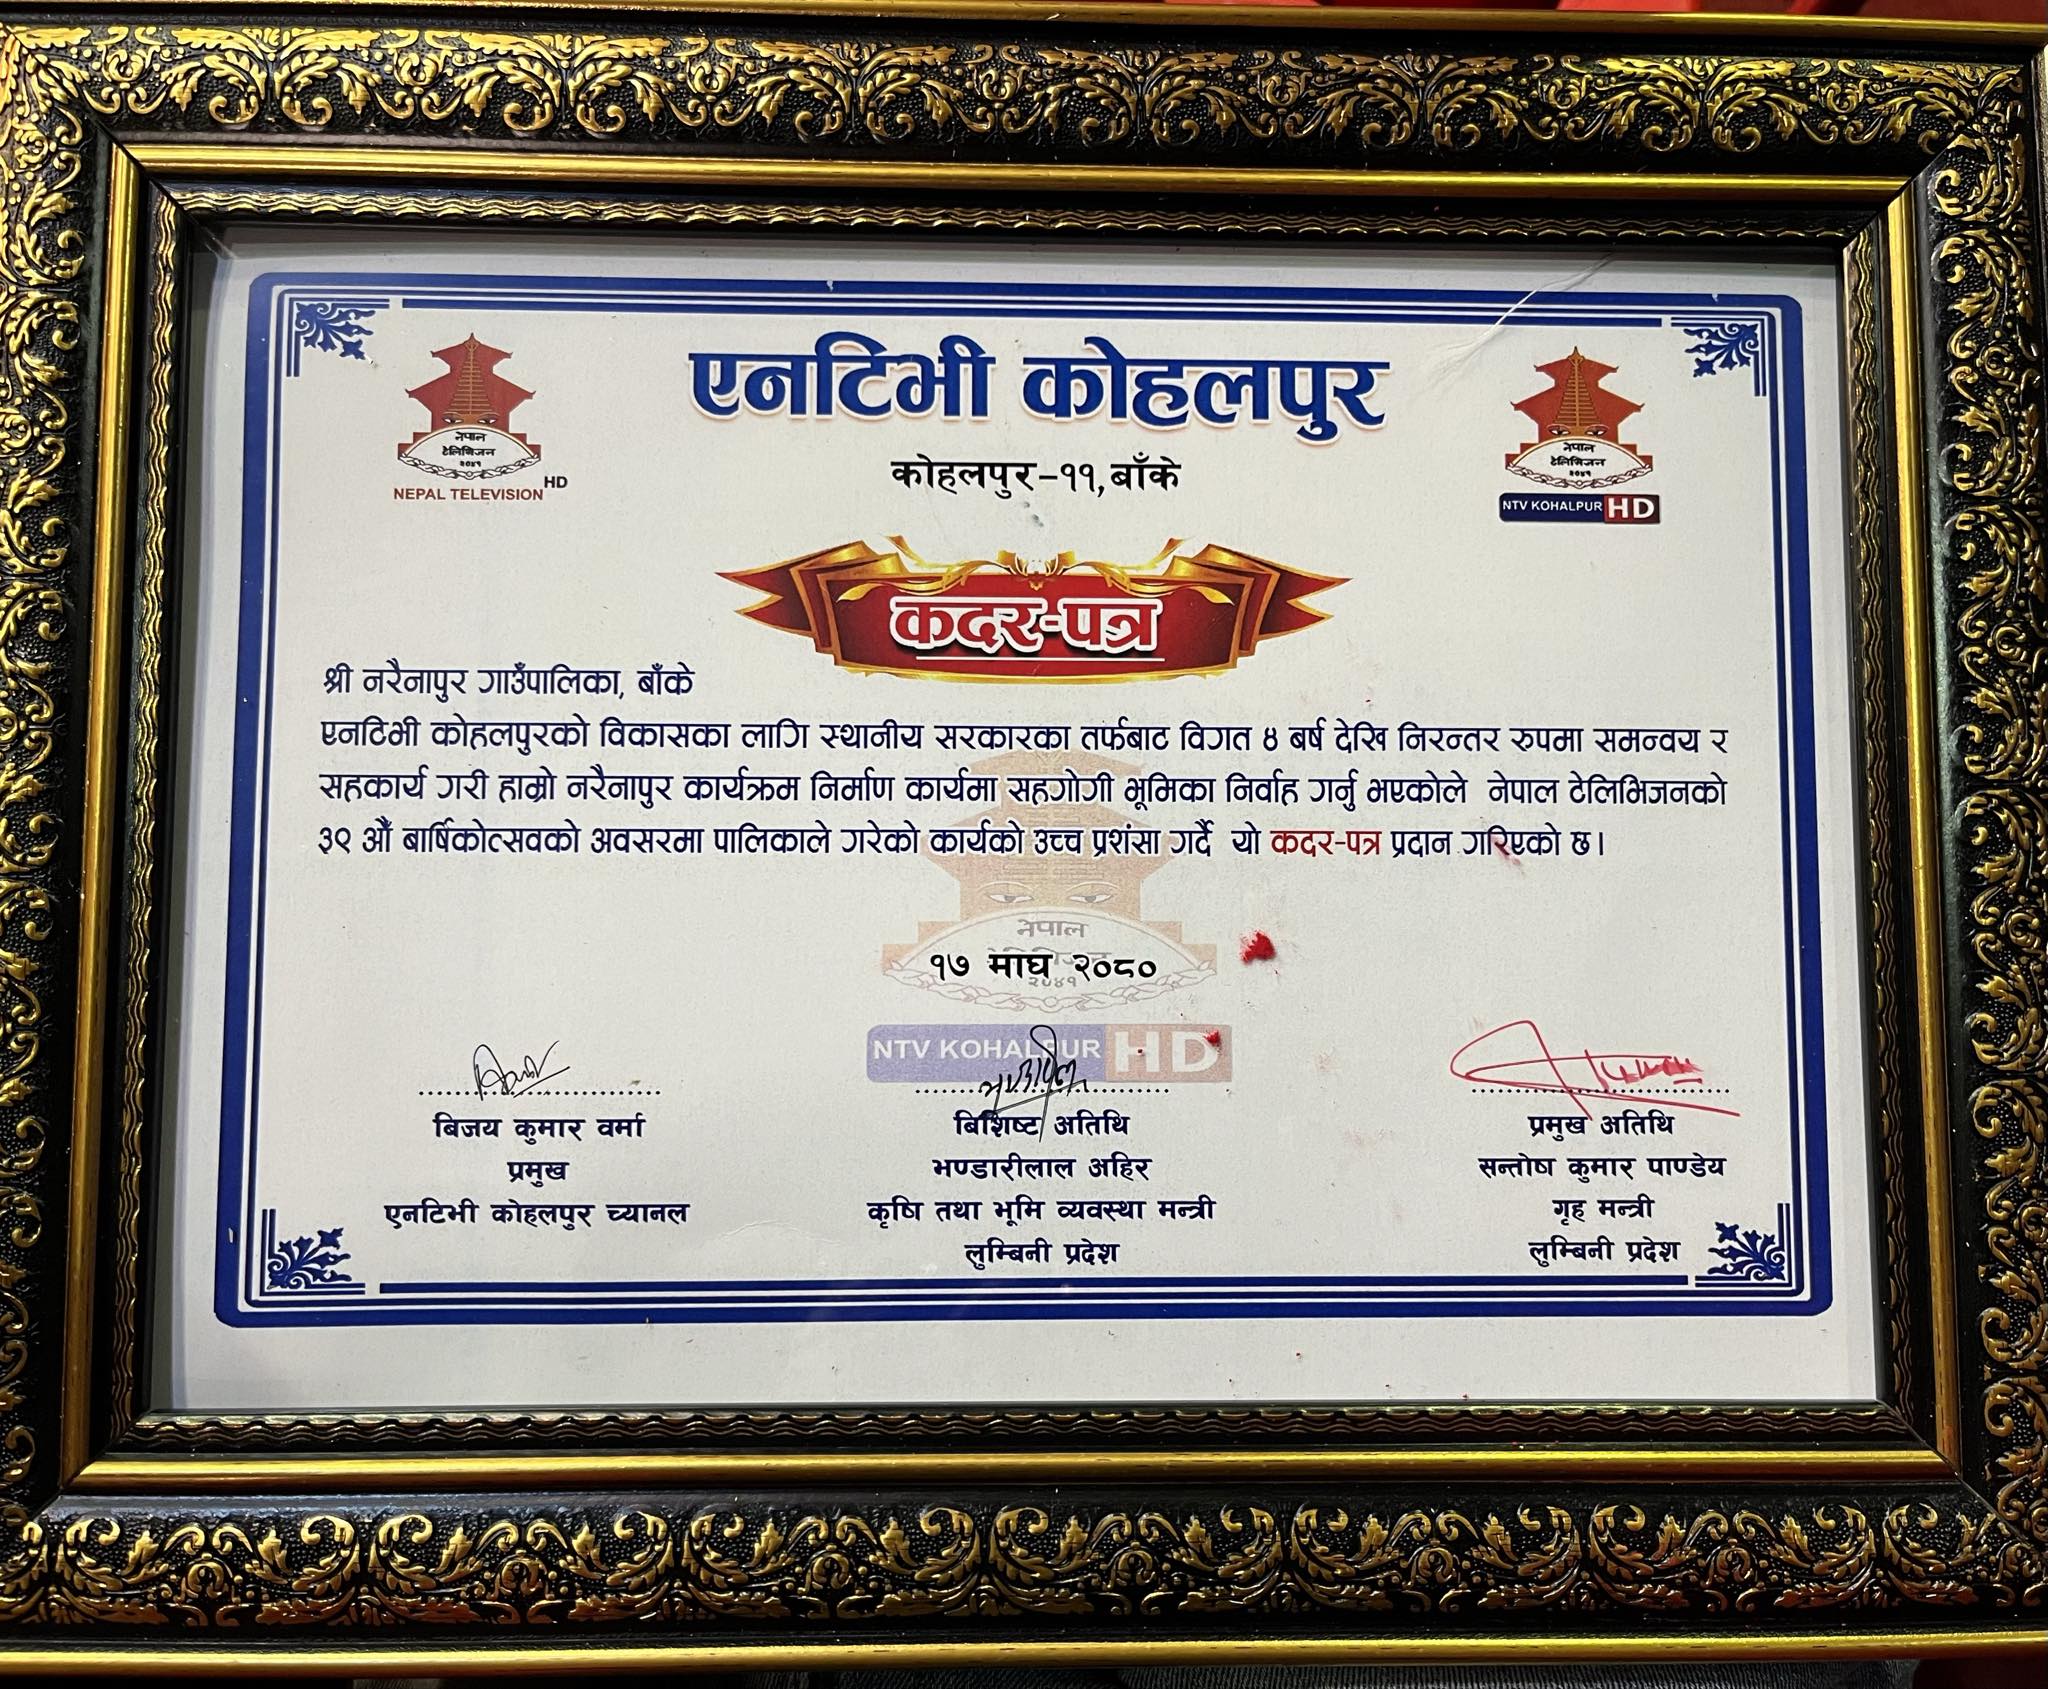 एनटिभी कोहलपुर
कोहलपुर-११,बाँके
नेपाल
टेलिभिजन
२०४१
NEPAL TELEVISION HD
नेपाल
टेलिभिजन
२०४१
NTV KOHALPUR HD
कदर-पत्र
श्री नरैनापुर गाउँपालिका, बाँके
एनटिभी कोहलपुरको विकासका लागि स्थानीय सरकारका तर्फबाट विगत ४ बर्ष देखि निरन्तर रुपमा समन्वय र
सहकार्य गरी हाम्रो नरैनापुर कार्यक्रम निर्माण कार्यमा सहगोगी भूमिका निर्वाह गर्नु भएकोले नेपाल टेलिभिजनको
३९ औं बार्षिकोत्सवको अवसरमा पालिकाले गरेको कार्यको उच्च प्रशंसा गर्दै यो कदर-पत्र प्रदान गरिएको छ।
नेपाल
२०४१
१७ माघ २०८०
NTV KOHALPUR HD
बिजय कुमार वर्मा
प्रमुख
एनटिभी कोहलपुर च्यानल
बिशिष्ट अतिथि
भण्डारीलाल अहिर
कृषि तथा भूमि व्यवस्था मन्त्री
लुम्बिनी प्रदेश
प्रमुख अतिथि
सन्तोष कुमार पाण्डेय
गृह मन्त्री
लुम्बिनी प्रदेश